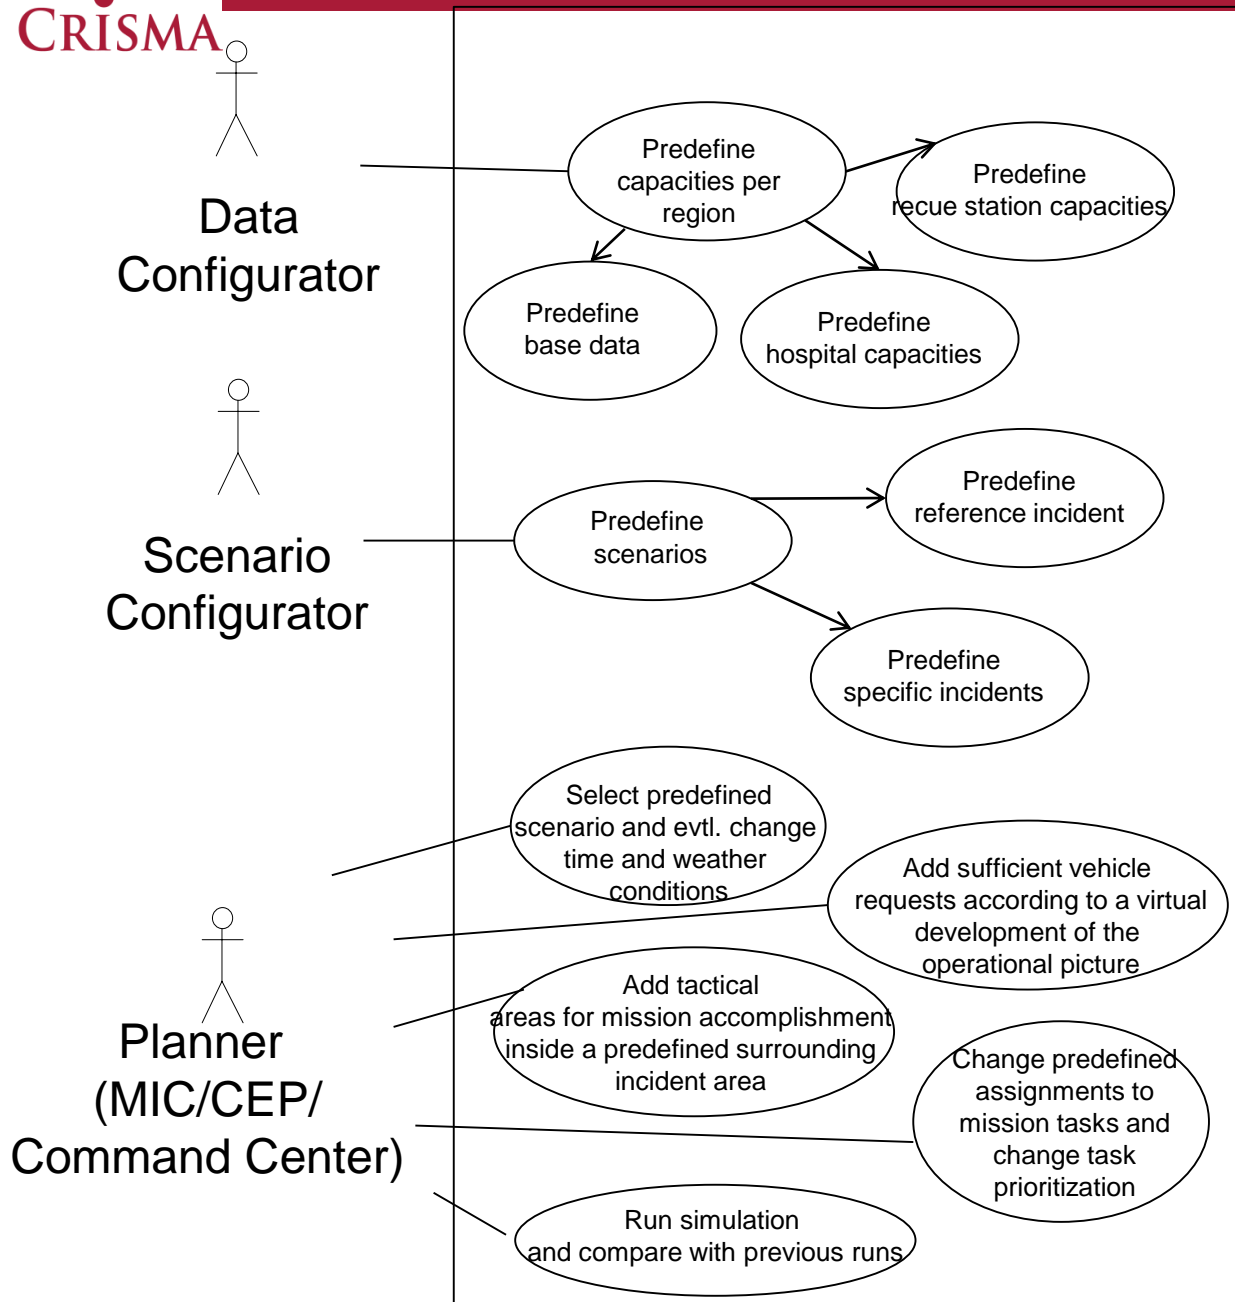 CRISMA
Data
Configurator
Predefine
capacities per
region
Predefine
recue station capacities
Predefine
base data
Predefine
hospital capacities
Scenario
Configurator
Predefine
scenarios
Predefine
reference incident
Predefine
specific incidents
Planner
(MIC/CEP/
Command Center)
Select predefined
scenario and evtl. change
time and weather
conditions
Add sufficient vehicle
requests according to a virtual
development of the
operational picture
Add tactical
areas for mission accomplishment
inside a predefined surrounding
incident area
Change predefined
assignments to
mission tasks and
change task
prioritization
Run simulation
and compare with previous runs